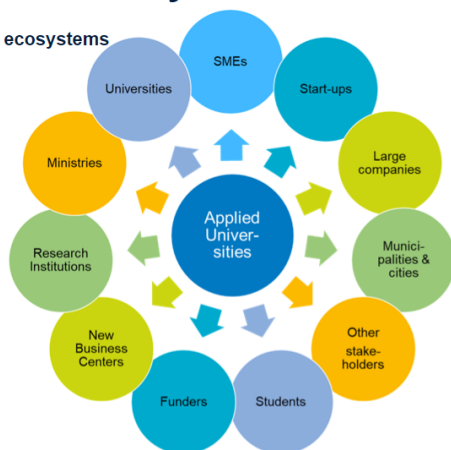 ecosystems
SMEs
Start-ups
Large
companies
Munici-
palities &
cities
Other
stake-
holders
Students
Funders
New
Business
Centers
Research
Institutions
Ministries
Universities
Applied
Univer-
sities